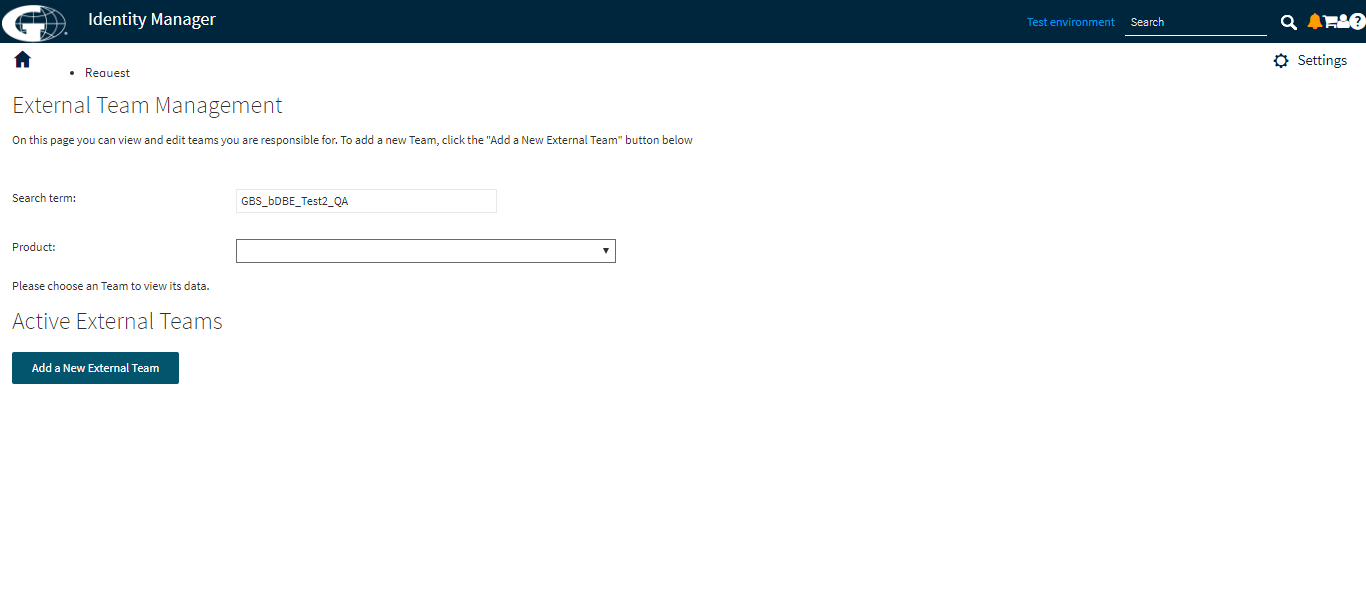 Identity Manager
Test environment
Search
Settings
Request
External Team Management
On this page you can view and edit teams you are responsible for. To add a new Team, click the "Add a New External Team" button below
Search term:
GBS_bDBE_Test2_QA
Product:
Please choose an Team to view its data.
Active External Teams
Add a New External Team